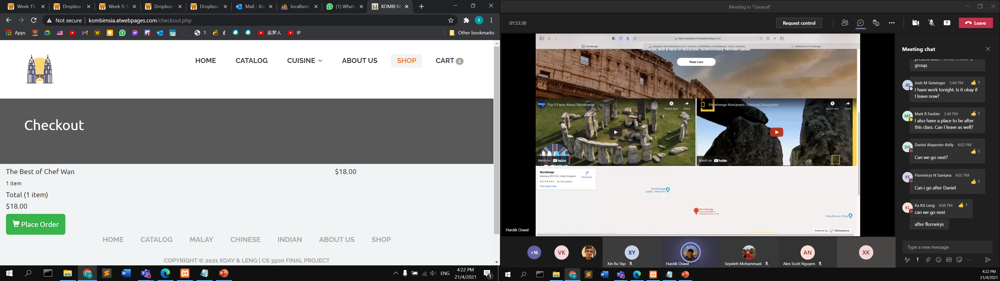 Week 15:
Dropbox
Week 5: S
Dropbox
Dropbox
Mail - Xin
localhost
(1) Whats
KOMBI M
Not secure
kombimsia.atwebpages.com/checkout.php
Apps
1
追梦人
IP
Other bookmarks
HOME
CATALOG
CUISINE
ABOUT US
SHOP
CART 1
Checkout
The Best of Chef Wan
$18.00
1 item
Total (1 item)
$18.00
Place Order
HOME
CATALOG
MALAY
CHINESE
INDIAN
ABOUT US
SHOP
COPYRIGHT © 2021 KOAY & LENG | CS 3500 FINAL PROJECT
ENG
4:22 PM
21/4/2021
Meeting in "General"
01:53:30
Request control
Leave
travel-paradise.000webhostapp.com
Stonehenge
databases-auth.000webhost.com / localhost / id16593694_traveldatabase / Travel | phpMyAd...
000webhost File Manager
records, and a lack of accurate, scientifically verified dates.
Read Less
mojo
Top 5 Facts About Stonehenge
Watch later
Share
Watch on YouTube
Stonehenge Monument | National Geographic
Watch later
Share
Watch on YouTube
Stonehenge
Salisbury SP4 7DE, United Kingdom
4.5 ★★★★★ 35,148 reviews
View larger map
Directions
Stonehenge
public viewpoint
Stonehenge
Iconic prehistoric
standing stone circle
King Barrow Ridge
Powered by 000webhost
Hardik Oswal
+16
VK
XY
Xin Ru Yap
Hardik Oswal
Sepideh Mohammadi
AN
Alex Scott Nguyen
XK
Meeting chat
present after Hardik Oswal's
group.
JG
Josh M Getsinger 3:48 PM 👍 1
I have work tonight. Is it okay if
I leave now?
MF
Matt R Fackler 3:48 PM 👍 1
I also have a place to be after
this class. Can I leave as well?
DA
Daniel Alspector-Kelly 4:02 PM
👍 1
Can we go next?
FS
Florneirys N Santana 4:02 PM
👍 1
Can i go after Daniel
KL
Ka Kit Leng 4:08 PM 👍 1
can we go next
after florneirys
Type a new message
4:22 PM
21/4/2021